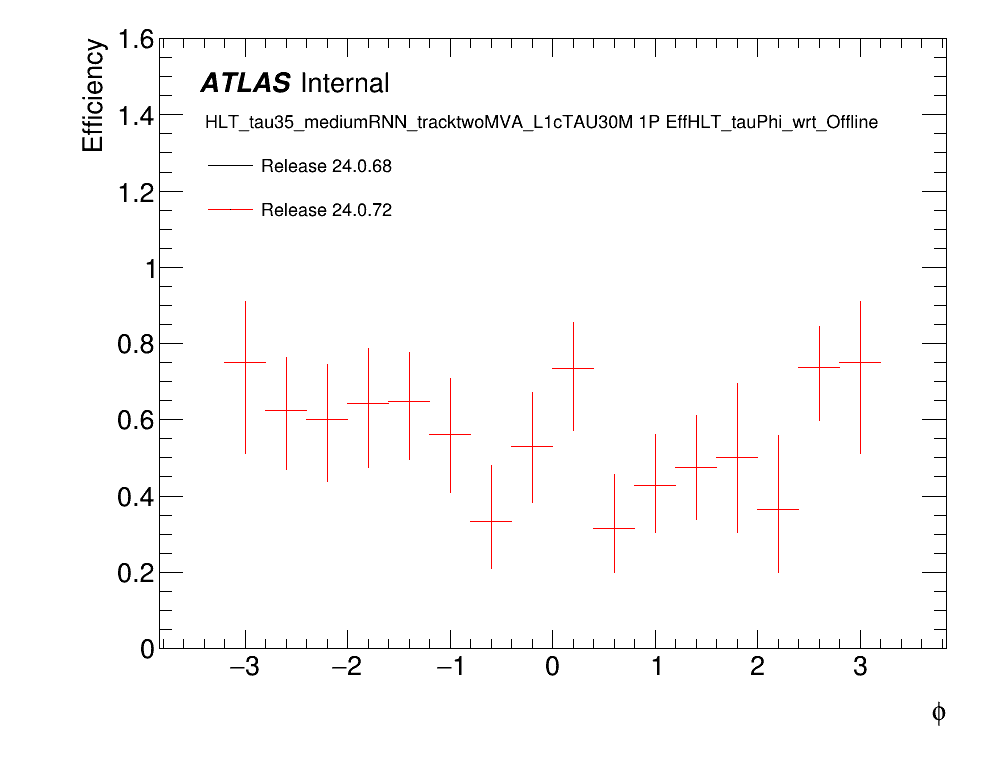 Efficiency
1.6
1.4
1.2
1
0.8
0.6
0.4
0.2
0
ATLAS Internal
HLT_tau35_mediumRNN_tracktwoMVA_L1cTAU30M 1P EffHLT_tauPhi_wrt_Offline
Release 24.0.68
Release 24.0.72
−3 −2 −1 0 1 2 3
ϕ